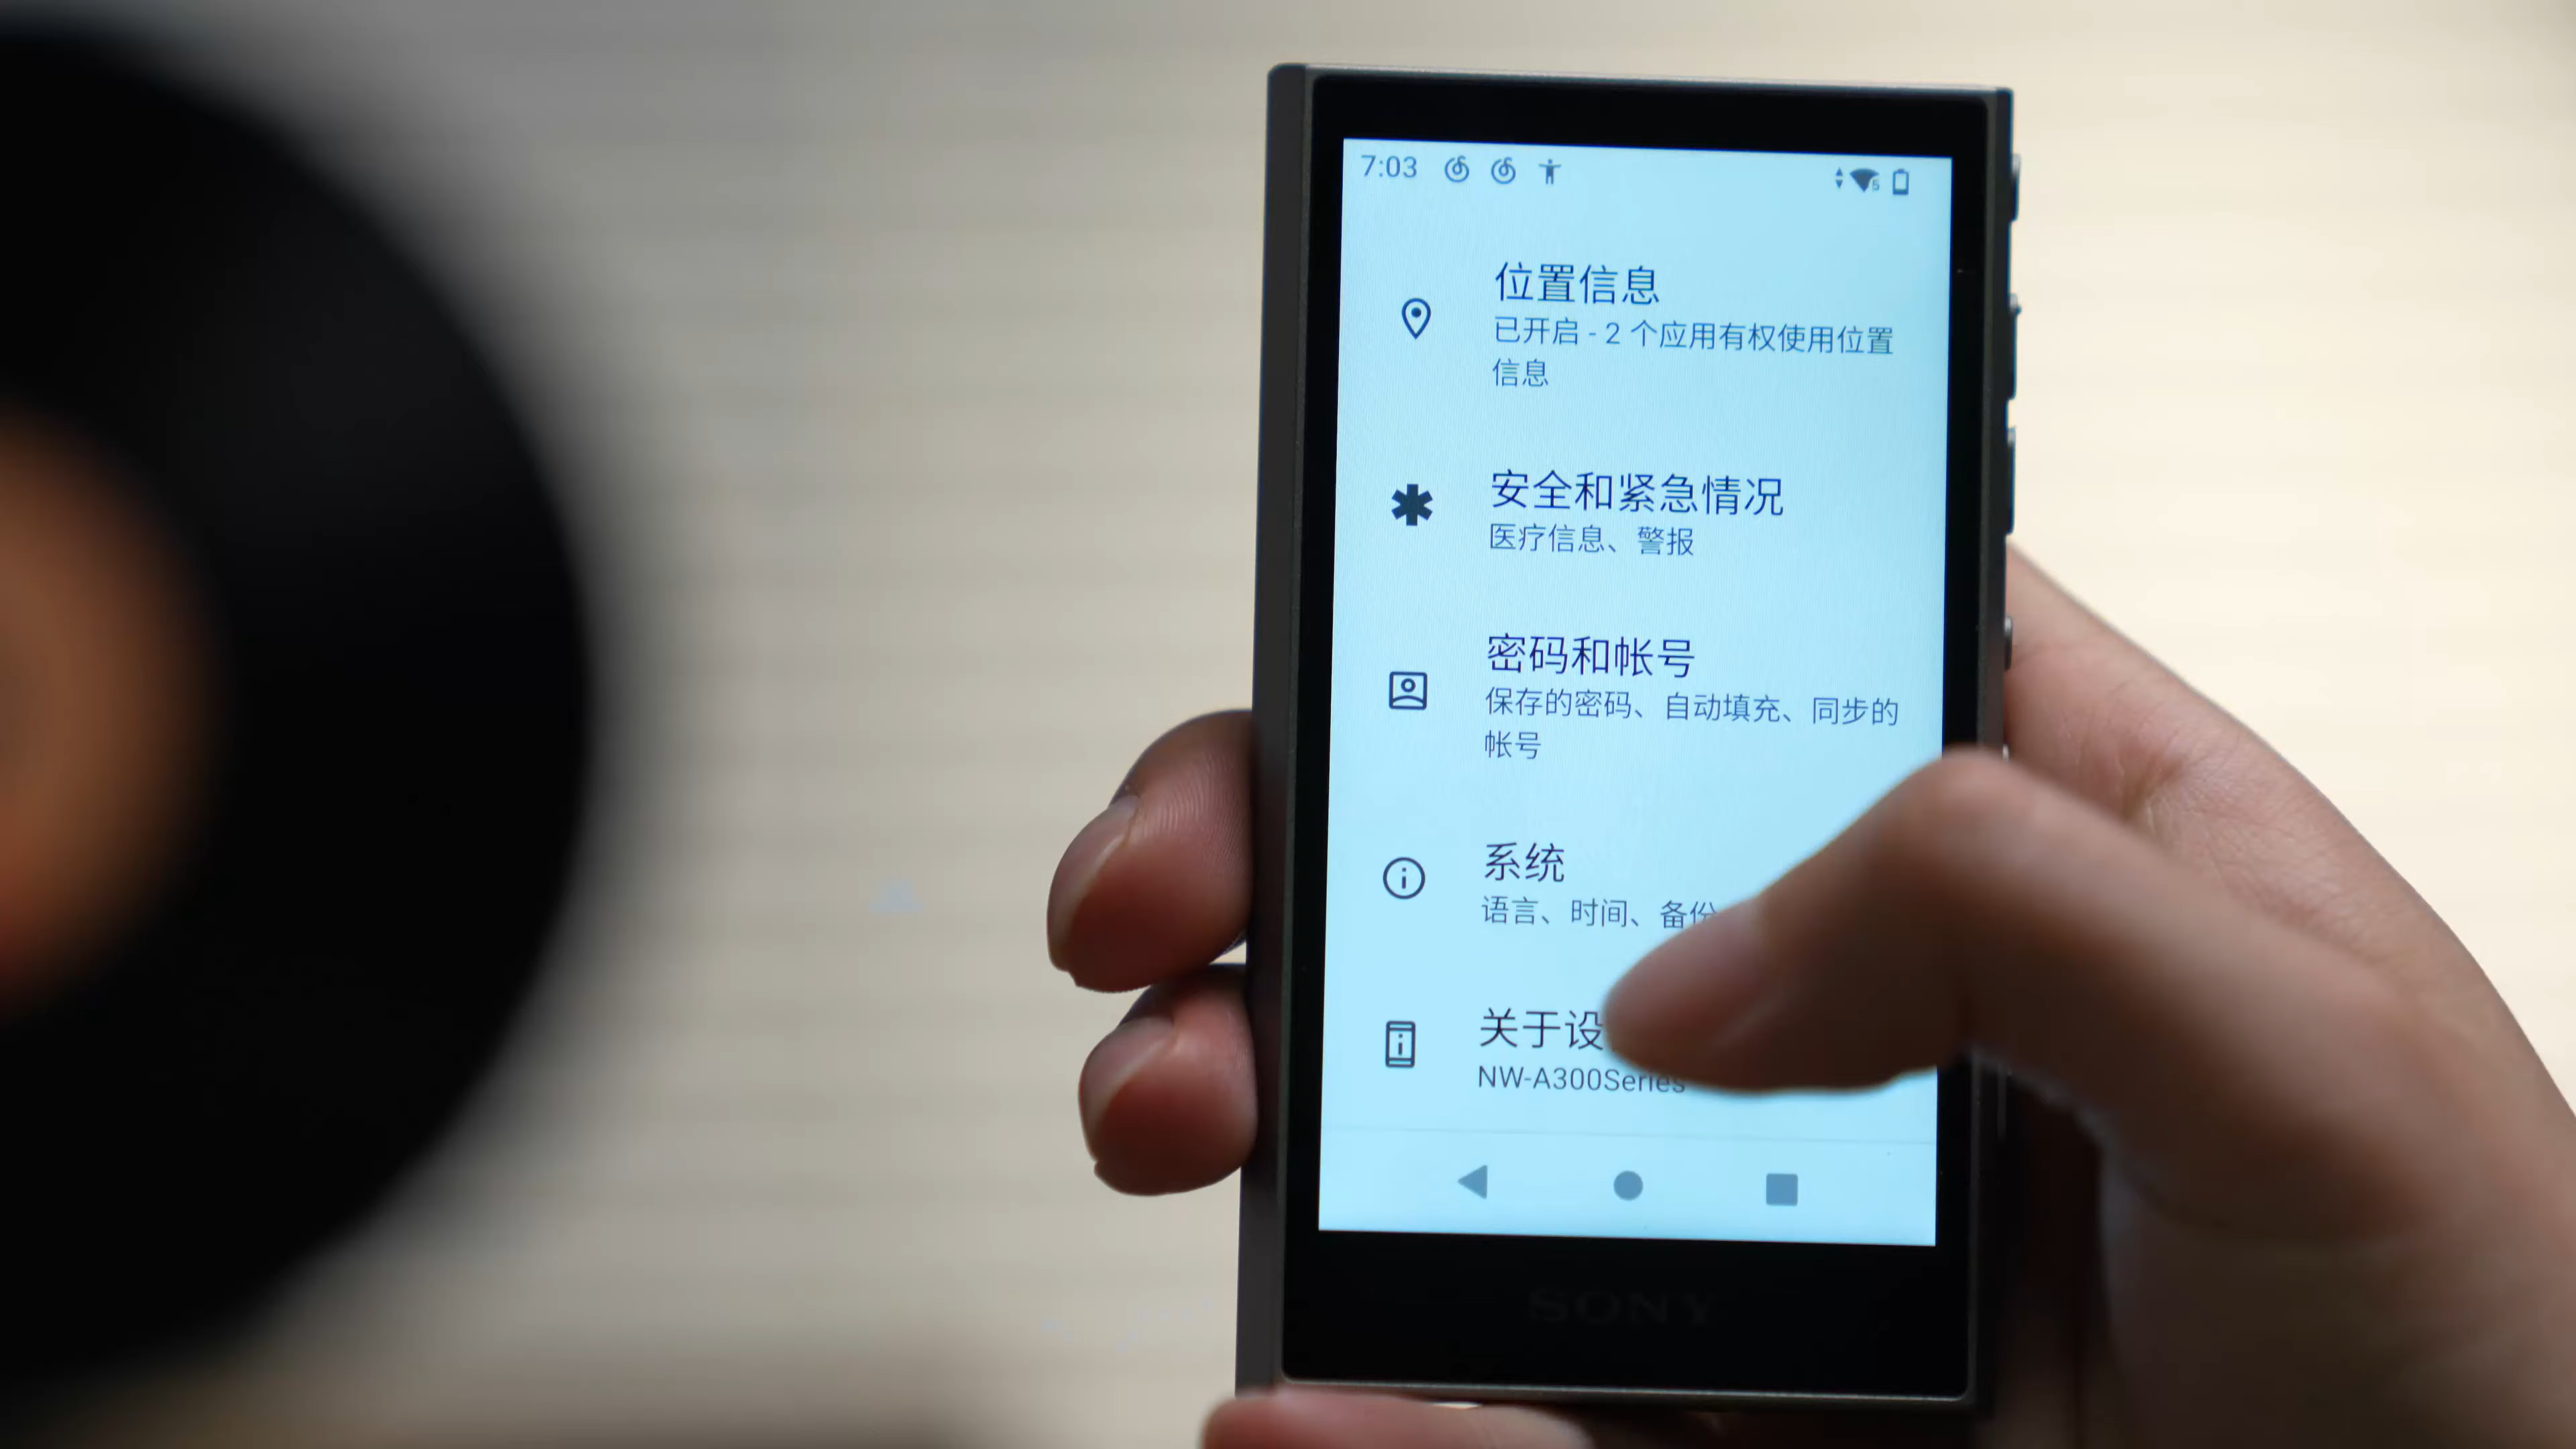 7:03
5
位置信息
已开启 - 2 个应用有权使用位置
信息
安全和紧急情况
医疗信息、警报
密码和帐号
保存的密码、自动填充、同步的
帐号
系统
语言、时间、备份
关于设
NW-A300Series
SONY